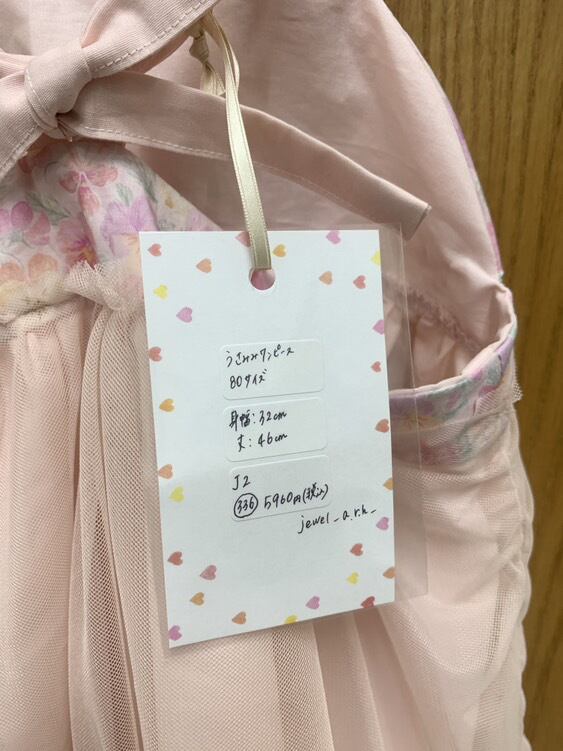 うさみみワンピース
80サイズ
身幅:32cm
丈:46cm
J2
336 5960円(税込)
jewel_a.r.h_